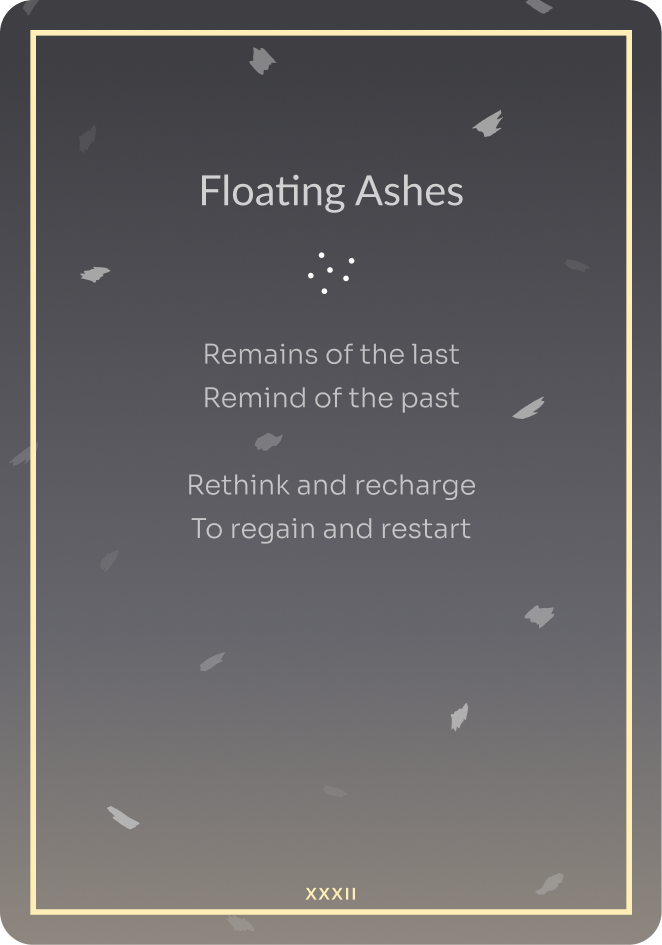 Floating Ashes
Remains of the last
Remind of the past
Rethink and recharge
To regain and restart
XXXII